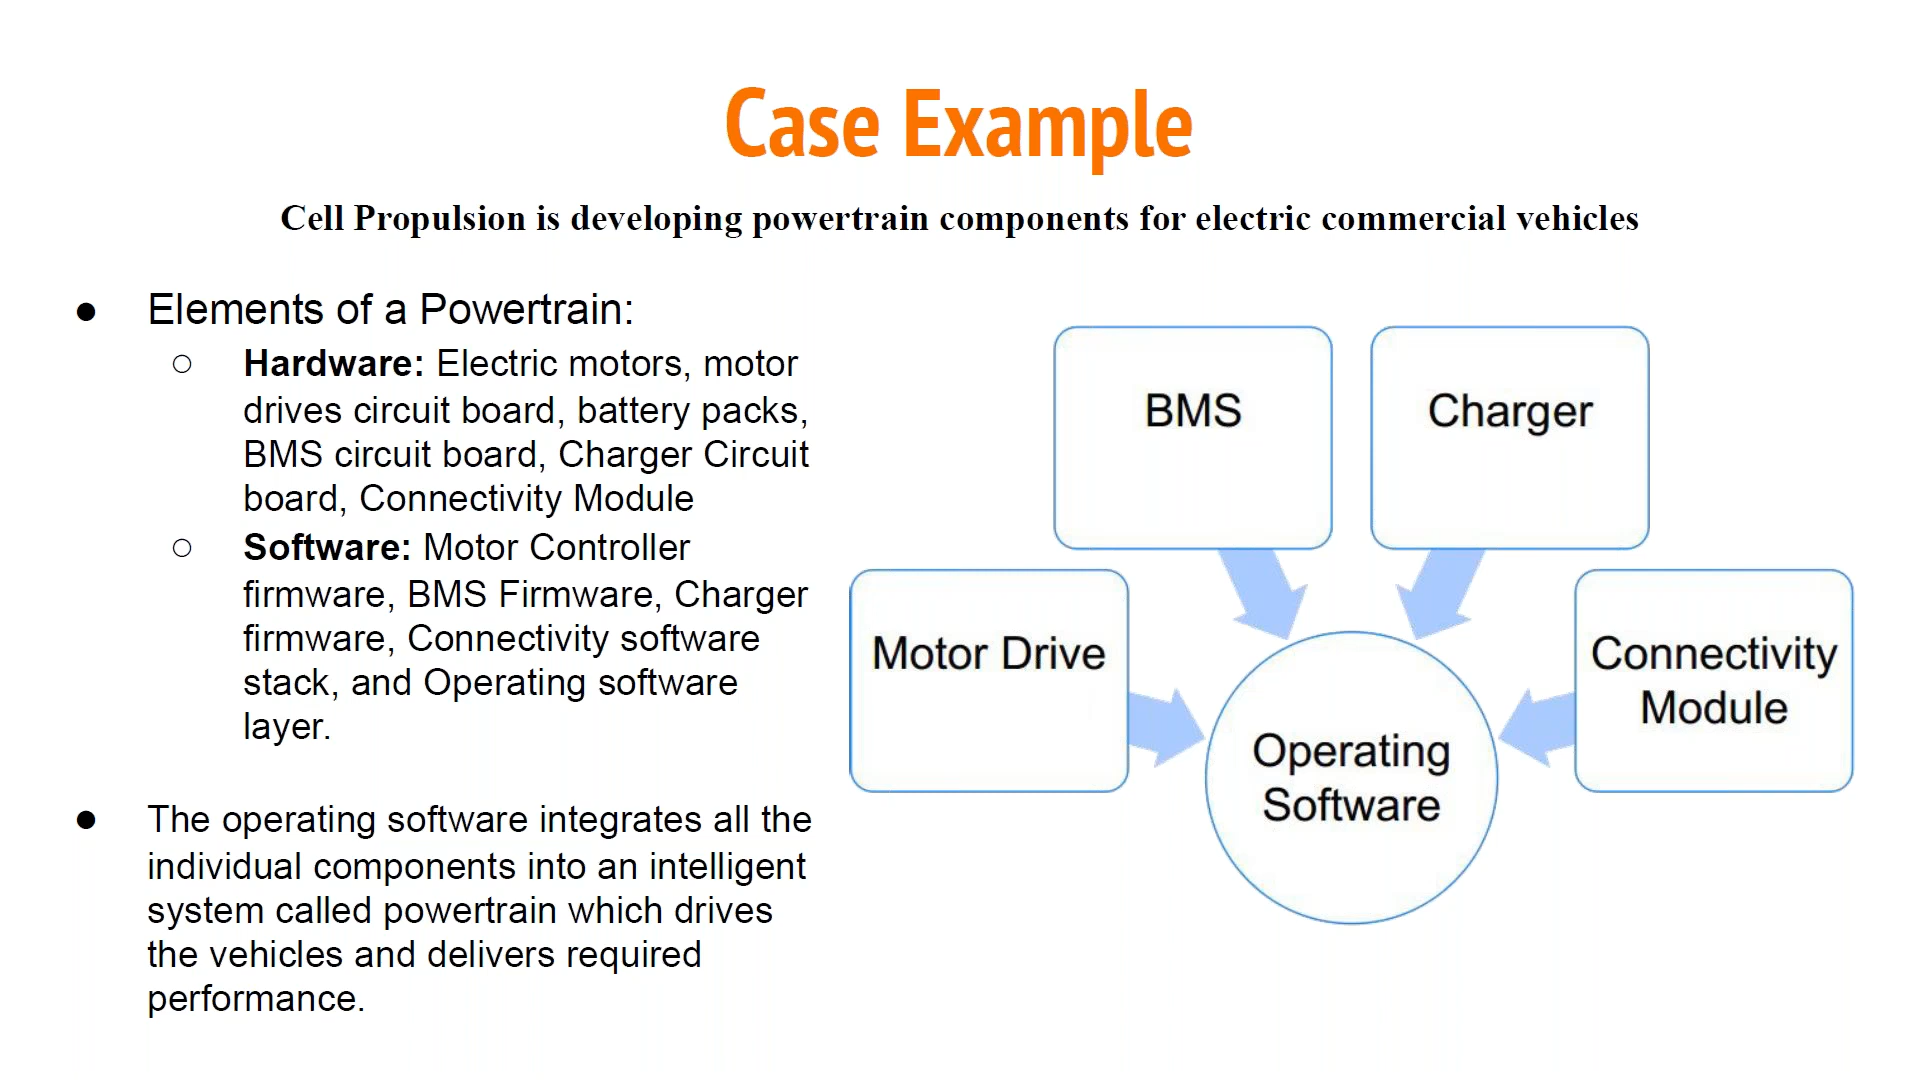 Case Example
Cell Propulsion is developing powertrain components for electric commercial vehicles
● Elements of a Powertrain:
○ Hardware: Electric motors, motor
drives circuit board, battery packs,
BMS circuit board, Charger Circuit
board, Connectivity Module
○ Software: Motor Controller
firmware, BMS Firmware, Charger
firmware, Connectivity software
stack, and Operating software
layer.
● The operating software integrates all the
individual components into an intelligent
system called powertrain which drives
the vehicles and delivers required
performance.
BMS
Charger
Motor Drive
Connectivity
Module
Operating
Software